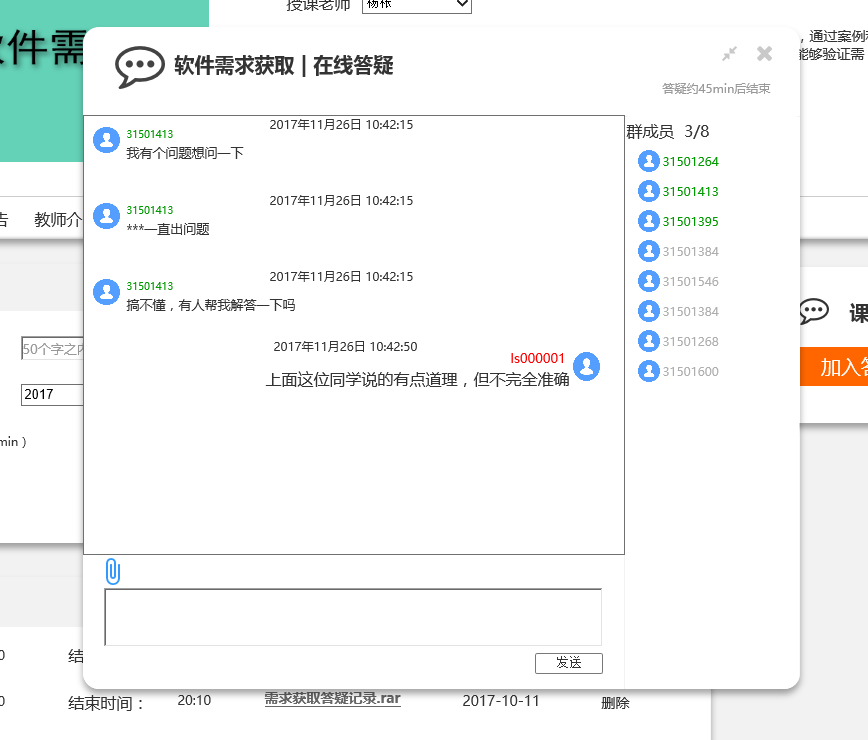 授课老师 杨枨
软件需求获取 | 在线答疑
答疑约45min后结束
，通过案例
能够验证需
件需
2017年11月26日 10:42:15
31501413
我有个问题想问一下
2017年11月26日 10:42:15
31501413
***一直出问题
2017年11月26日 10:42:15
31501413
搞不懂，有人帮我解答一下吗
2017年11月26日 10:42:50
ls000001
上面这位同学说的有点道理，但不完全准确
群成员 3/8
31501264
31501413
31501395
31501384
31501546
31501384
31501268
31501600
发送
告 教师介
50个字之内
2017
min ）
课
加入答
0 结
0 结束时间： 20:10 需求获取答疑记录.rar 2017-10-11 删除